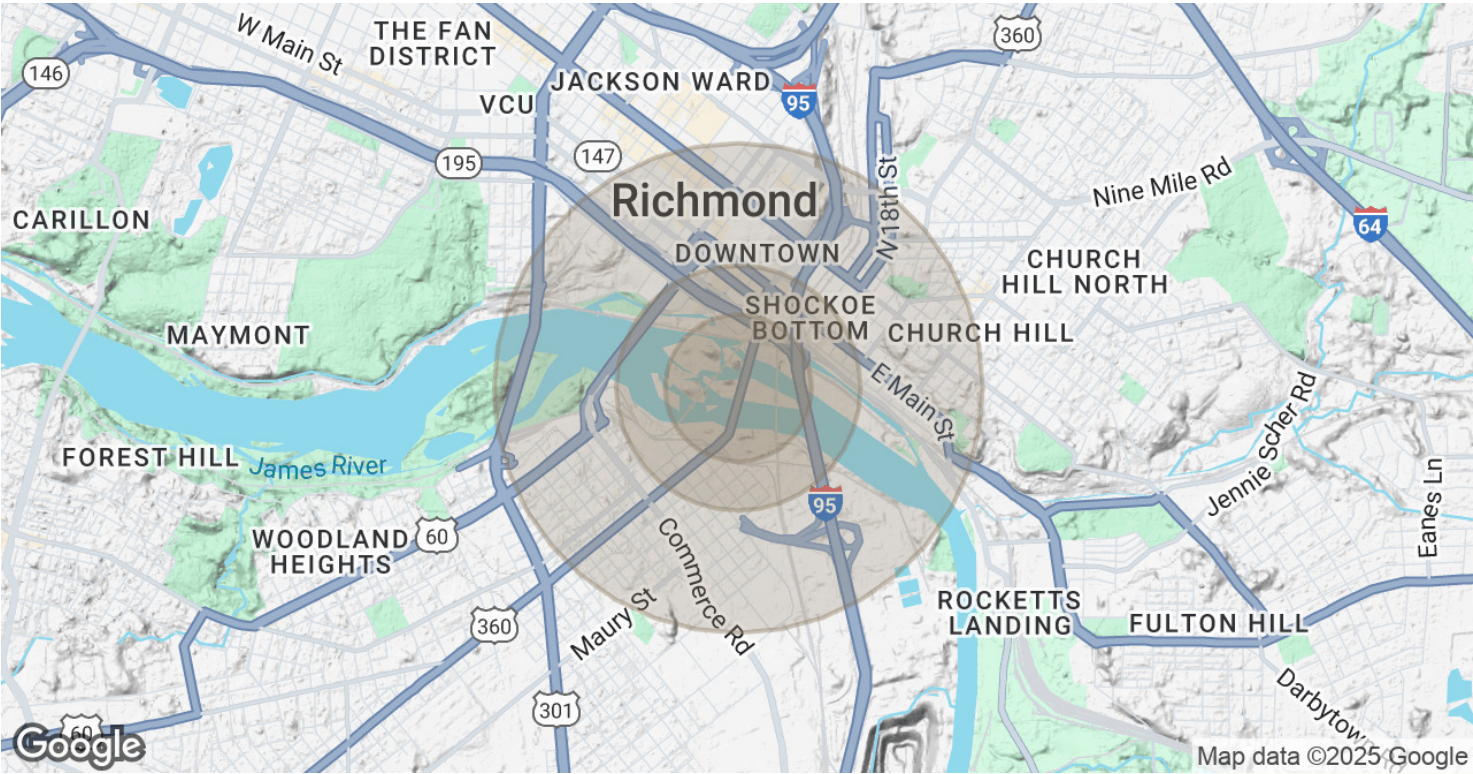 THE FAN
DISTRICT
360
W Main St
146
JACKSON WARD
VCU
95
147
195
Nine Mile Rd
N 18th St
Richmond
CARILLON
64
DOWNTOWN
CHURCH
HILL NORTH
SHOCKOE
BOTTOM
CHURCH HILL
MAYMONT
E Main St
FOREST HILL
James River
Jennie Scher Rd
Eanes Ln
95
60
WOODLAND
HEIGHTS
Commerce Rd
Maury St
360
ROCKETTS
LANDING
FULTON HILL
301
Darbytow
60
Google
Map data ©2025 Google